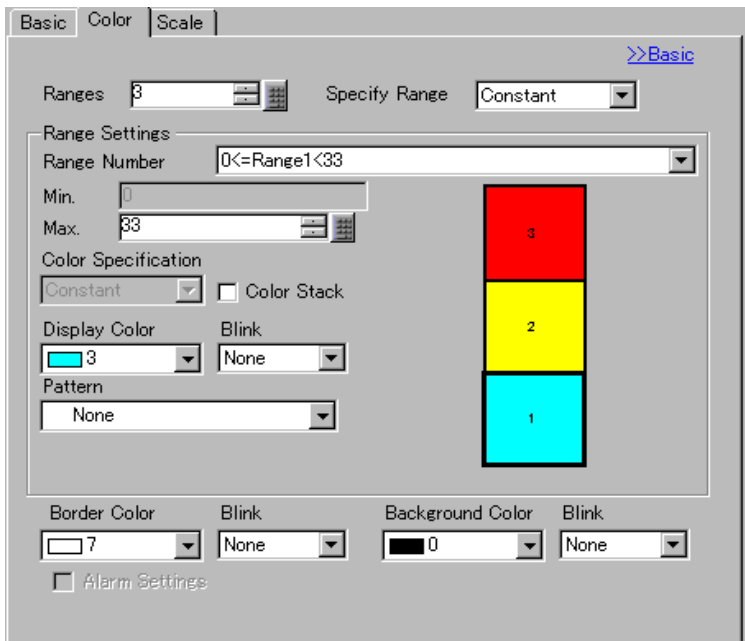 Basic Color Scale
>>Basic
Ranges 3 Specify Range Constant
Range Settings
Range Number 0<=Range1<33
Min. 0
Max. 33
Color Specification
Constant Color Stack
Display Color Blink
3 None
Pattern
None
3
2
1
Border Color Blink Background Color Blink
7 None 0 None
Alarm Settings